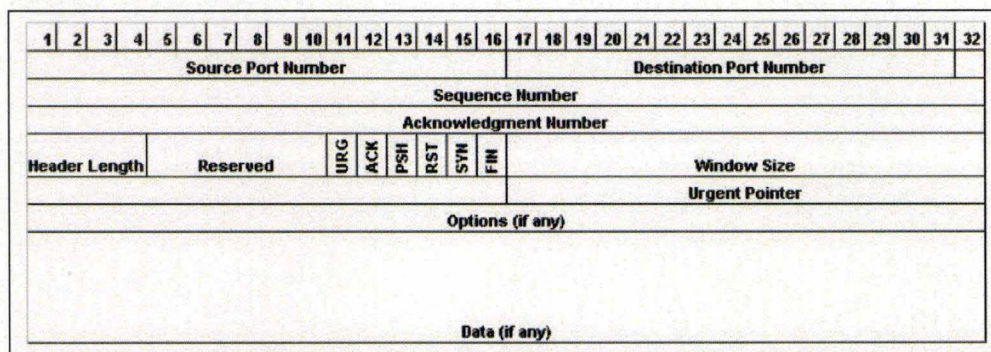 1 2 3 4 5 6 7 8 9 10 11 12 13 14 15 16 17 18 19 20 21 22 23 24 25 26 27 28 29 30 31 32
Source Port Number Destination Port Number
Sequence Number
Acknowledgment Number
Header Length Reserved URG ACK PSH RST SYN FIN Window Size
Urgent Pointer
Options (if any)
Data (if any)